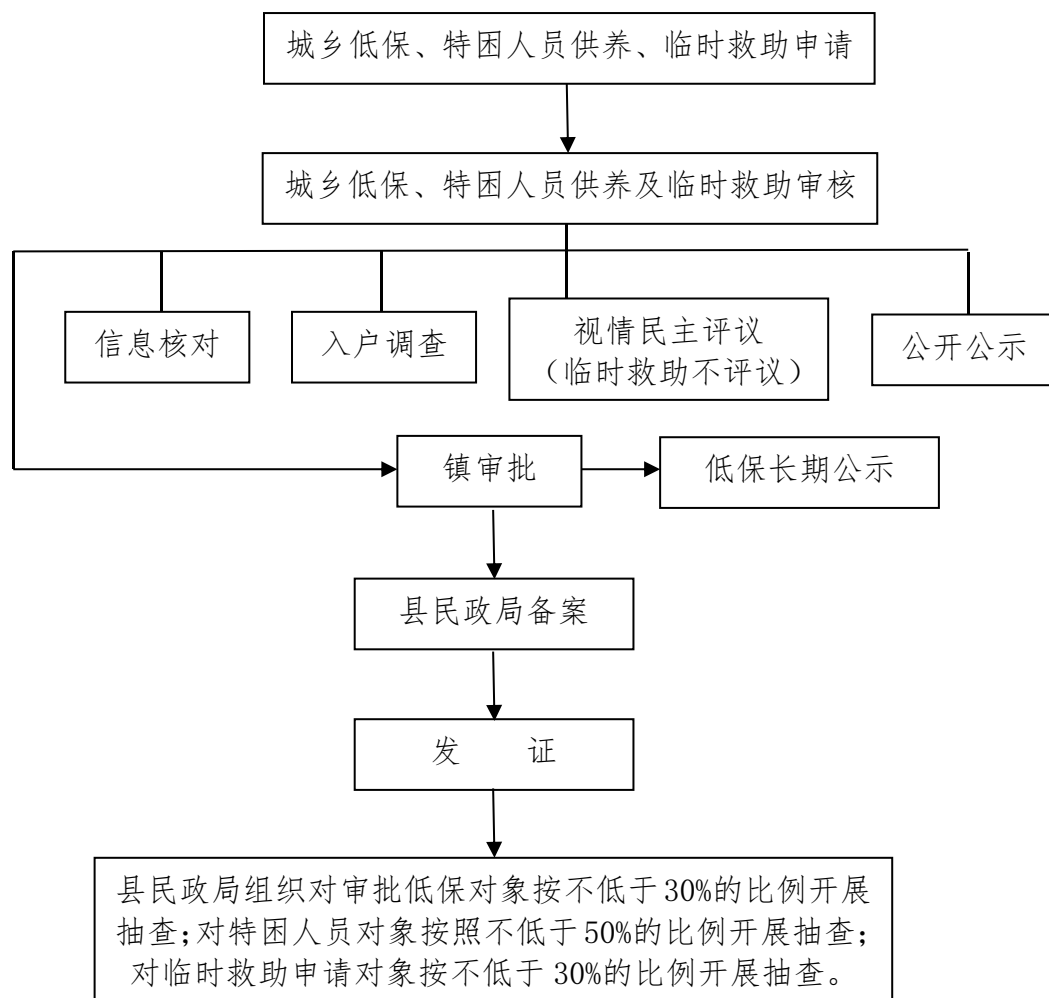 城乡低保、特困人员供养、临时救助申请
城乡低保、特困人员供养及临时救助审核
信息核对
入户调查
视情民主评议
（临时救助不评议）
公开公示
镇审批
低保长期公示
县民政局备案
发 证
县民政局组织对审批低保对象按不低于30%的比例开展
抽查;对特困人员对象按照不低于50%的比例开展抽查;
对临时救助申请对象按不低于30%的比例开展抽查。